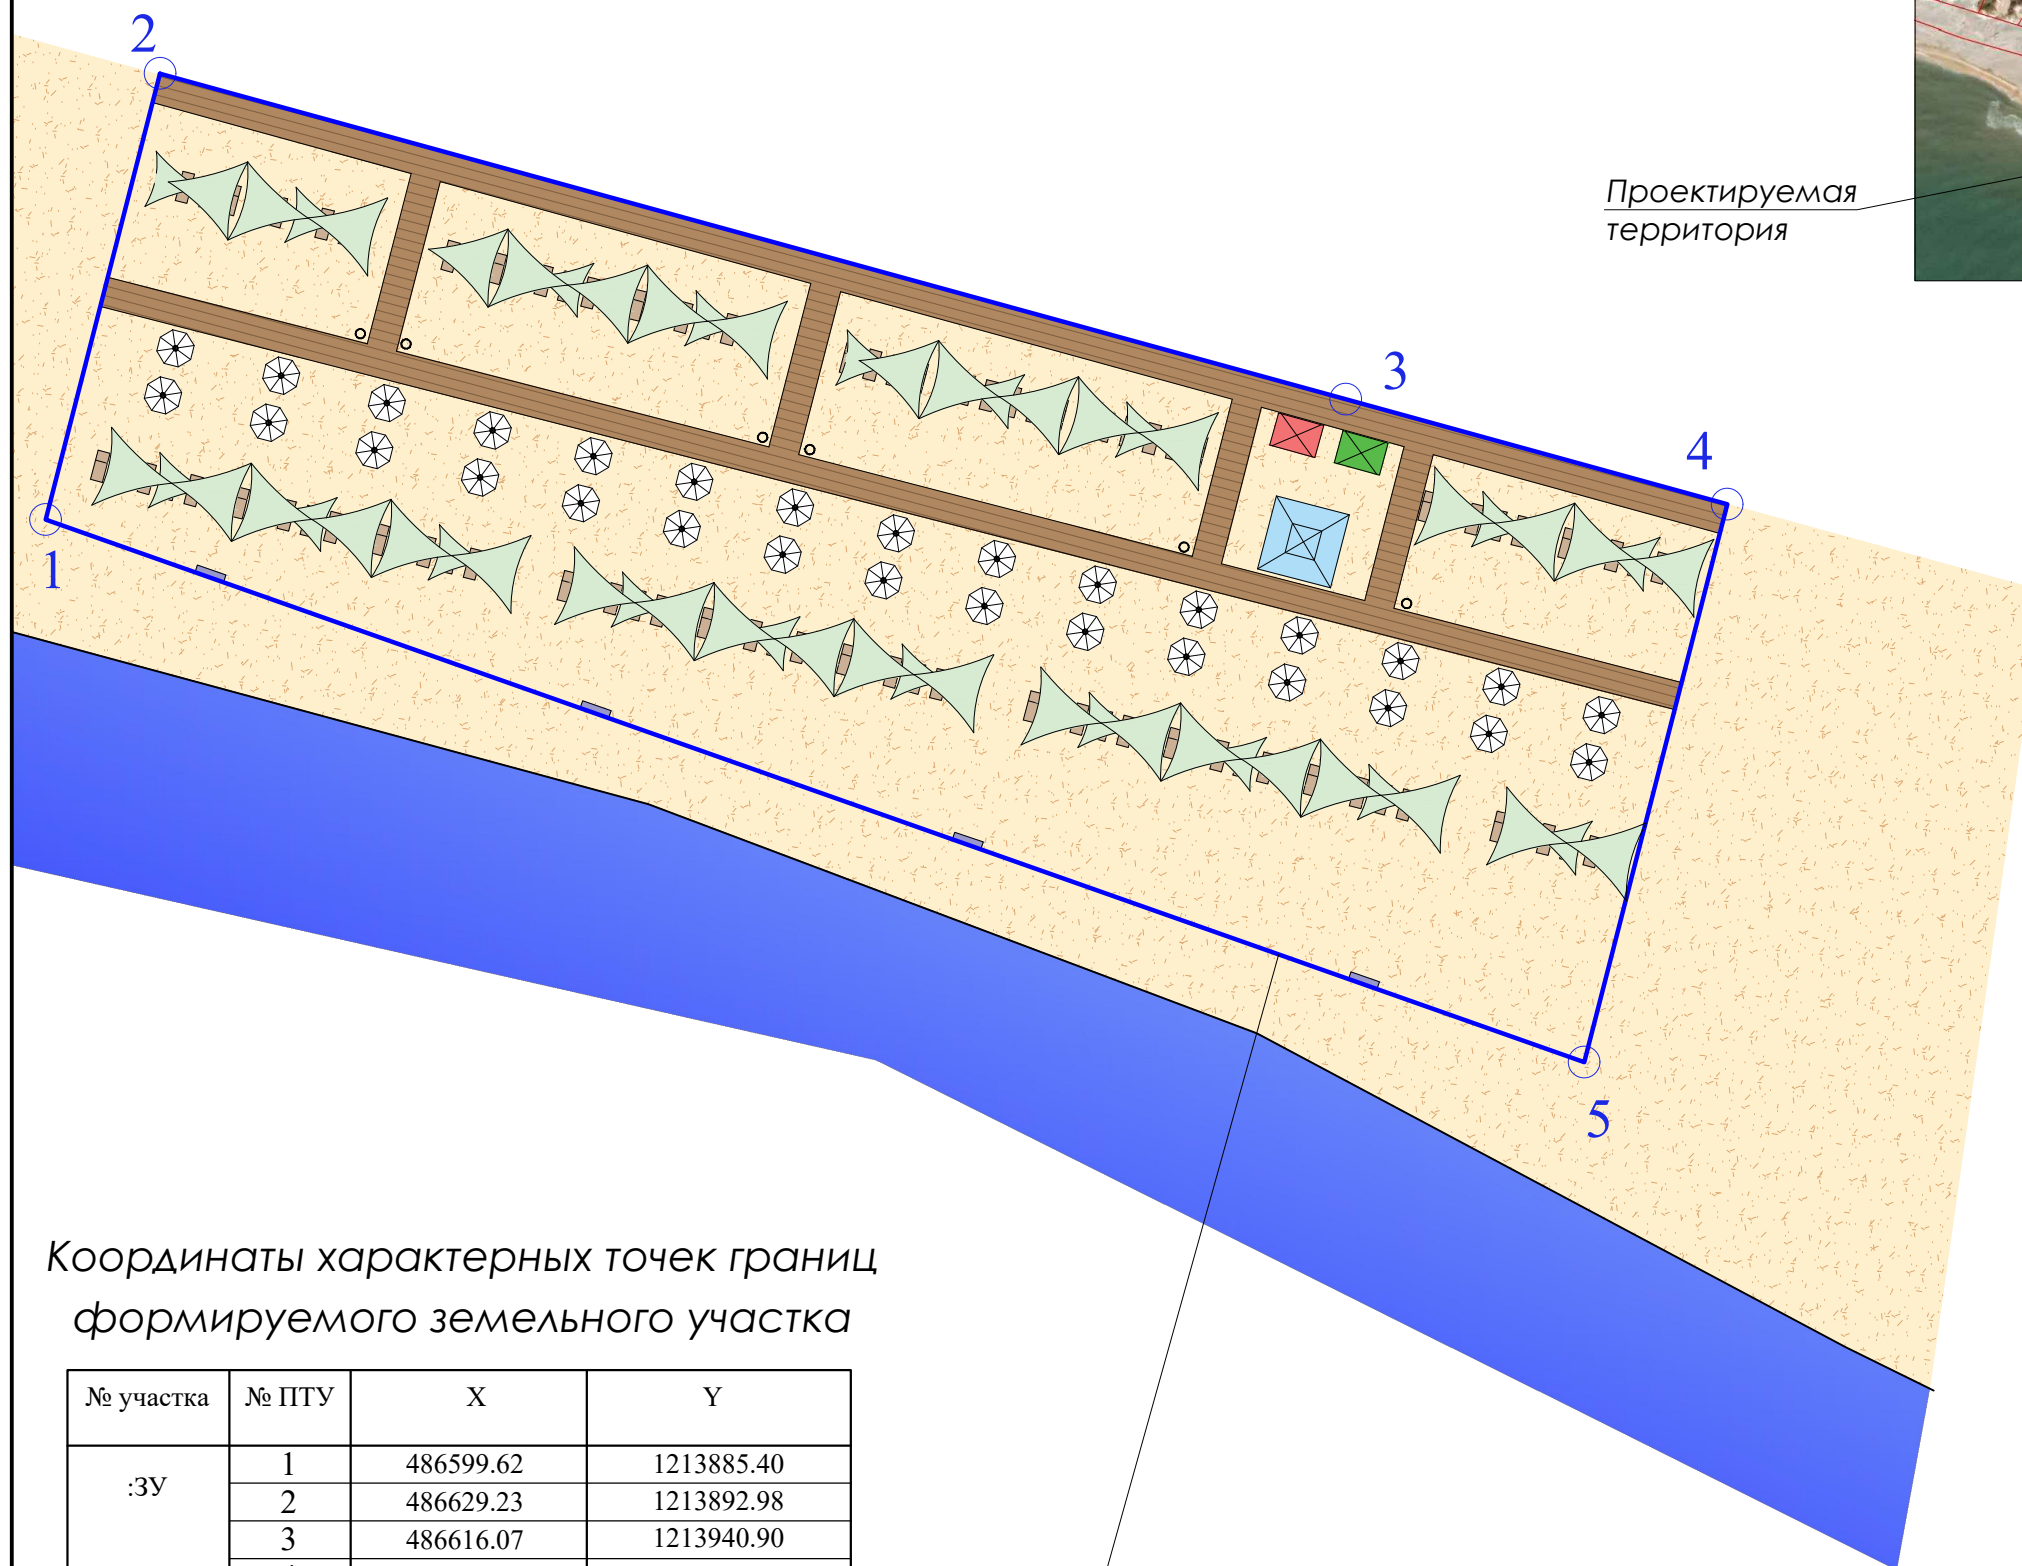 2
Проектируемая
территория
3
4
1
5
Координаты характерных точек границ
формируемого земельного участка
№ участка № ПТУ X Y
:ЗУ
1 486599.62 1213885.40
2 486629.23 1213892.98
3 486616.07 1213940.90